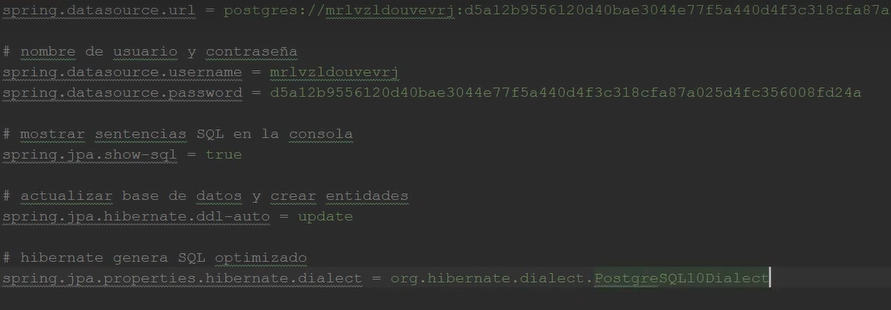 spring.datasource.url = postgres://mrlvzldouvevrj:d5a12b9556120d40bae3044e77f5a440d4f3c318cfa87a
# nombre de usuario y contraseña
spring.datasource.username = mrlvzldouvevrj
spring.datasource.password = d5a12b9556120d40bae3044e77f5a440d4f3c318cfa87a025d4fc356008fd24a
# mostrar sentencias SQL en la consola
spring.jpa.show-sql = true
# actualizar base de datos y crear entidades
spring.jpa.hibernate.ddl-auto = update
# hibernate genera SQL optimizado
spring.jpa.properties.hibernate.dialect = org.hibernate.dialect.PostgreSQL10Dialect